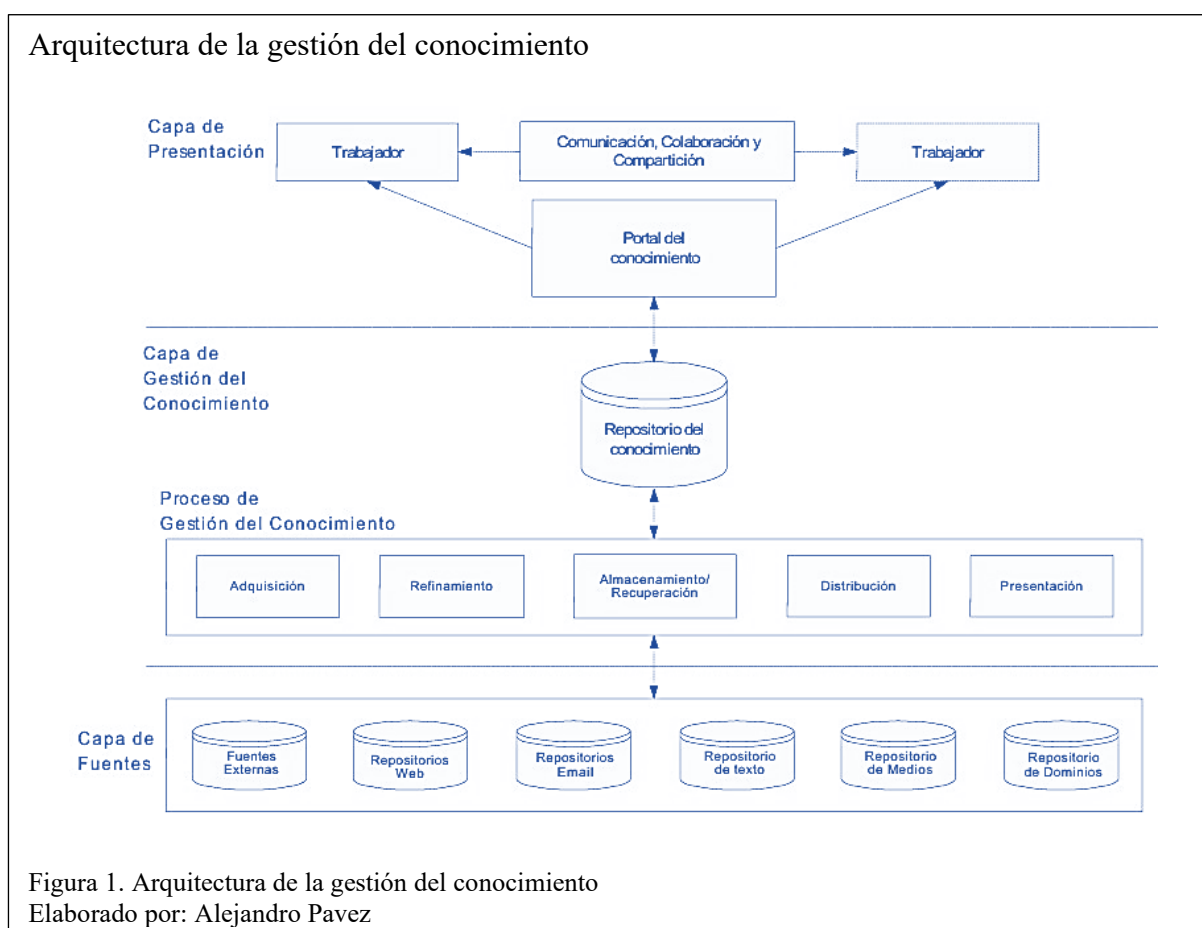 Arquitectura de la gestión del conocimiento
Capa de
Presentación
Trabajador
Comunicación, Colaboración y
Compartición
Trabajador
Portal del
conocimiento
Capa de
Gestión del
Conocimiento
Repositorio del
conocimiento
Proceso de
Gestión del Conocimiento
Adquisición
Refinamiento
Almacenamiento/
Recuperación
Distribución
Presentación
Capa de
Fuentes
Fuentes
Externas
Repositorios
Web
Repositorios
Email
Repositorio
de texto
Repositorio
de Medios
Repositorio
de Dominios
Figura 1. Arquitectura de la gestión del conocimiento
Elaborado por: Alejandro Pavez